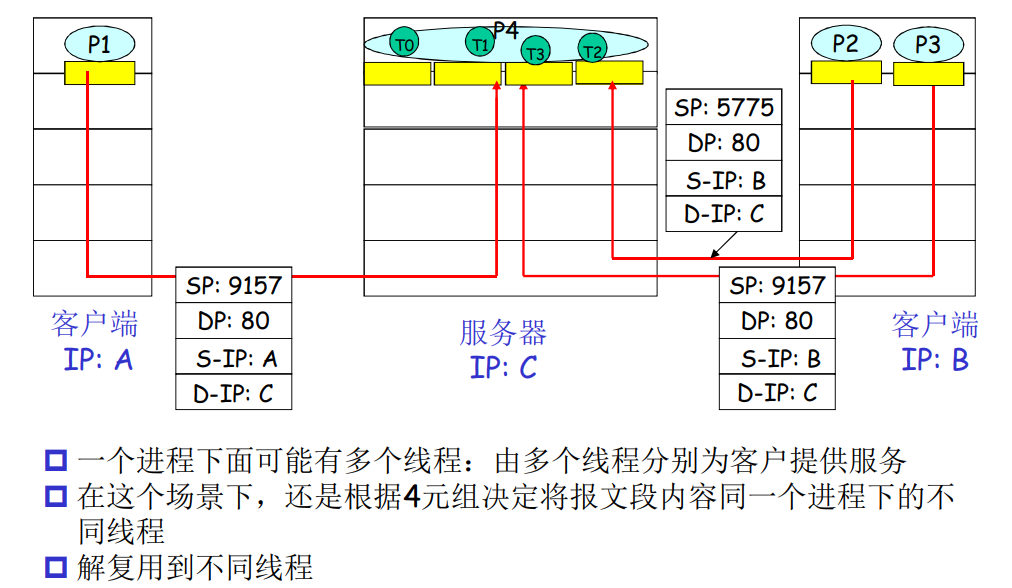 P1
P4
T0
T1
T3
T2
P2
P3
SP: 5775
DP: 80
S-IP: B
D-IP: C
SP: 9157
DP: 80
S-IP: A
D-IP: C
SP: 9157
DP: 80
S-IP: B
D-IP: C
客户端
IP: A
服务器
IP: C
客户端
IP: B
一个进程下面可能有多个线程：由多个线程分别为客户提供服务
在这个场景下，还是根据4元组决定将报文段内容同一个进程下的不
同线程
解复用到不同线程